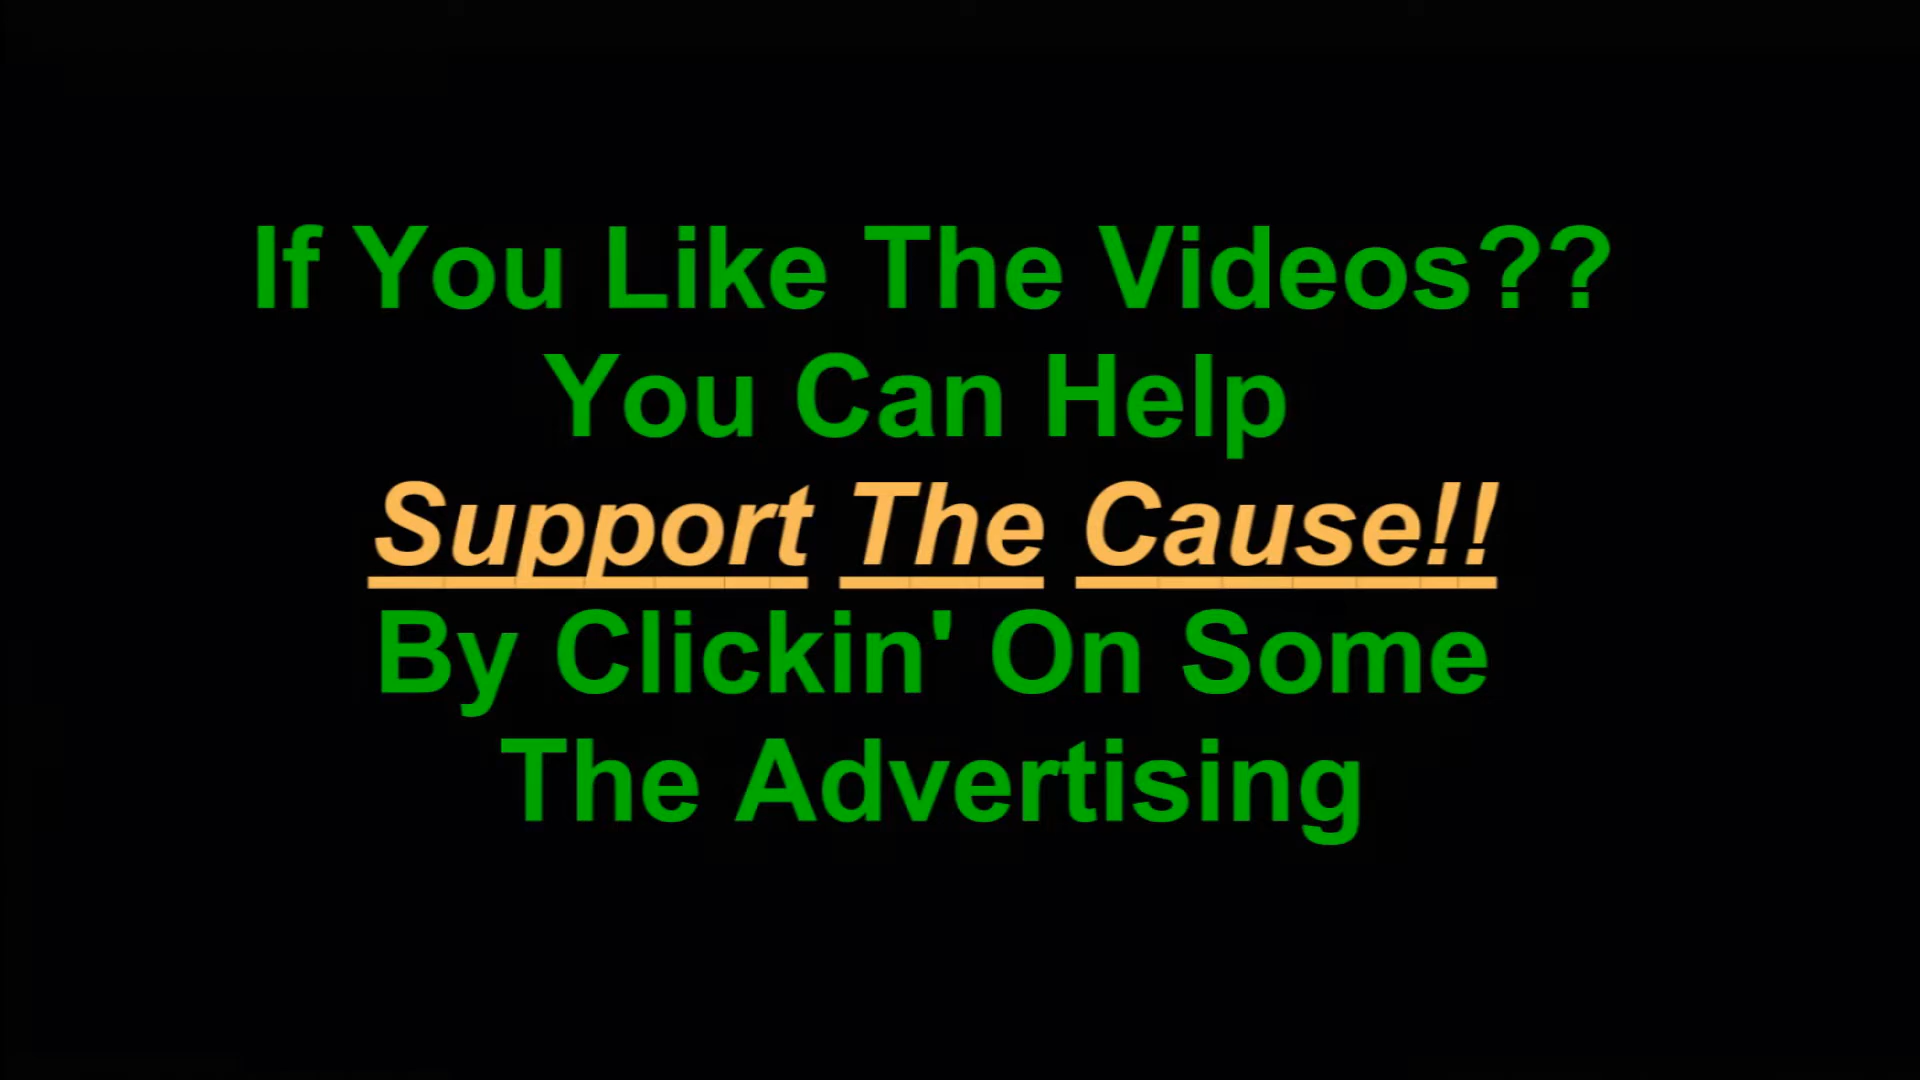 If You Like The Videos??
You Can Help
Support The Cause!!
By Clickin' On Some
The Advertising